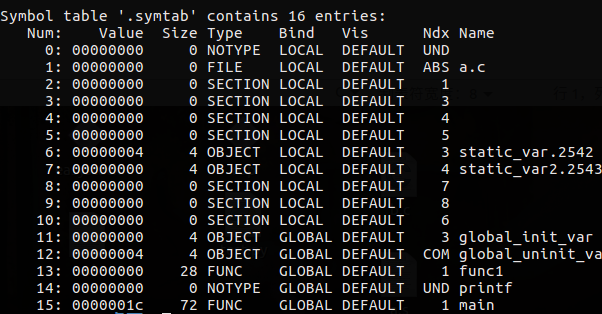 Symbol table '.symtab' contains 16 entries:
Num: Value Size Type Bind Vis Ndx Name
0: 00000000 0 NOTYPE LOCAL DEFAULT UND
1: 00000000 0 FILE LOCAL DEFAULT ABS a.c
2: 00000000 0 SECTION LOCAL DEFAULT 1
3: 00000000 0 SECTION LOCAL DEFAULT 3
4: 00000000 0 SECTION LOCAL DEFAULT 4
5: 00000000 0 SECTION LOCAL DEFAULT 5
6: 00000004 4 OBJECT LOCAL DEFAULT 3 static_var.2542
7: 00000000 4 OBJECT LOCAL DEFAULT 4 static_var2.2543
8: 00000000 0 SECTION LOCAL DEFAULT 7
9: 00000000 0 SECTION LOCAL DEFAULT 8
10: 00000000 0 SECTION LOCAL DEFAULT 6
11: 00000000 4 OBJECT GLOBAL DEFAULT 3 global_init_var
12: 00000004 4 OBJECT GLOBAL DEFAULT COM global_uninit_va
13: 00000000 28 FUNC GLOBAL DEFAULT 1 func1
14: 00000000 0 NOTYPE GLOBAL DEFAULT UND printf
15: 0000001c 72 FUNC GLOBAL DEFAULT 1 main